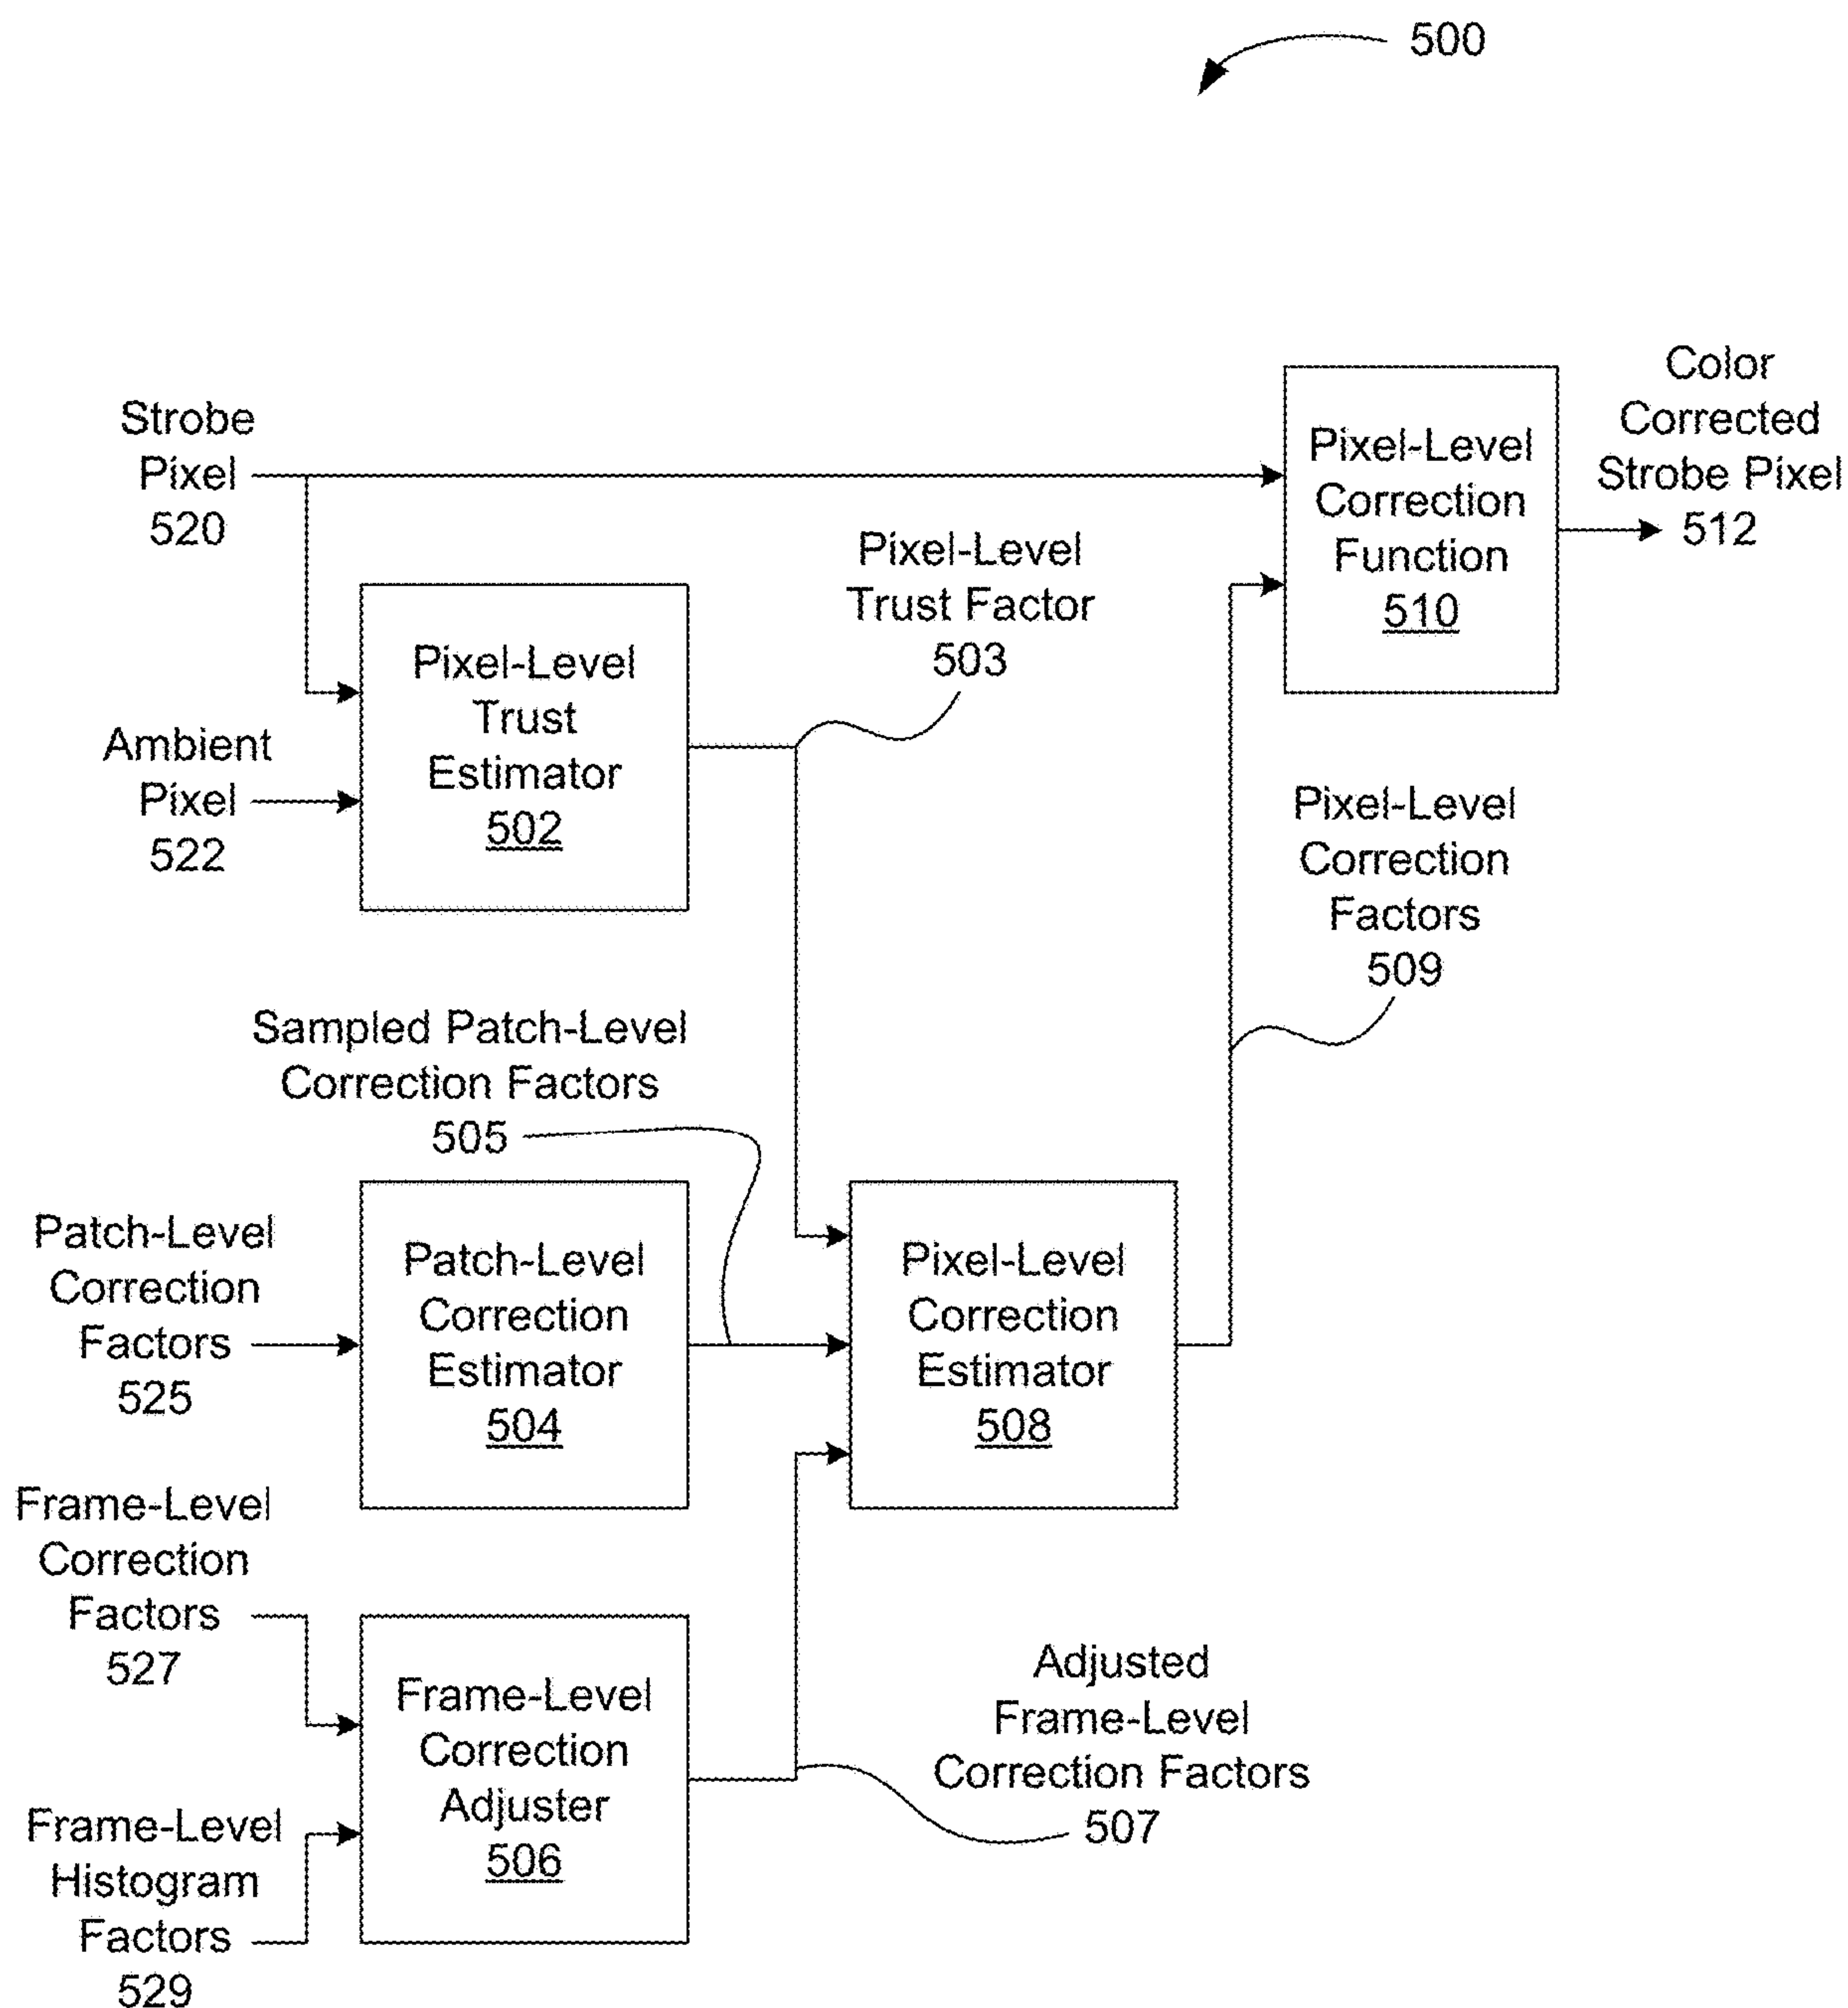 500
Strobe
Pixel
520
Ambient
Pixel
522
Pixel-Level
Trust
Estimator
502
Pixel-Level
Trust Factor
503
Pixel-Level
Correction
Function
510
Color
Corrected
Strobe Pixel
512
Pixel-Level
Correction
Factors
509
Sampled Patch-Level
Correction Factors
505
Patch-Level
Correction
Factors
525
Patch-Level
Correction
Estimator
504
Pixel-Level
Correction
Estimator
508
Frame-Level
Correction
Factors
527
Frame-Level
Histogram
Factors
529
Frame-Level
Correction
Adjuster
506
Adjusted
Frame-Level
Correction Factors
507